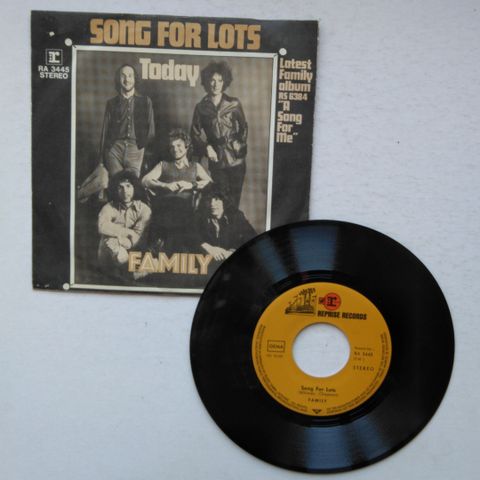 SONG FOR LOTS
RA 3445
STEREO
Today
Latest
Family
album
RS 6384
"A
Song
For
Me"
FAMILY
REPRISE RECORDS
GEMA
RA 3445
STEREO
Song For Lots
FAMILY